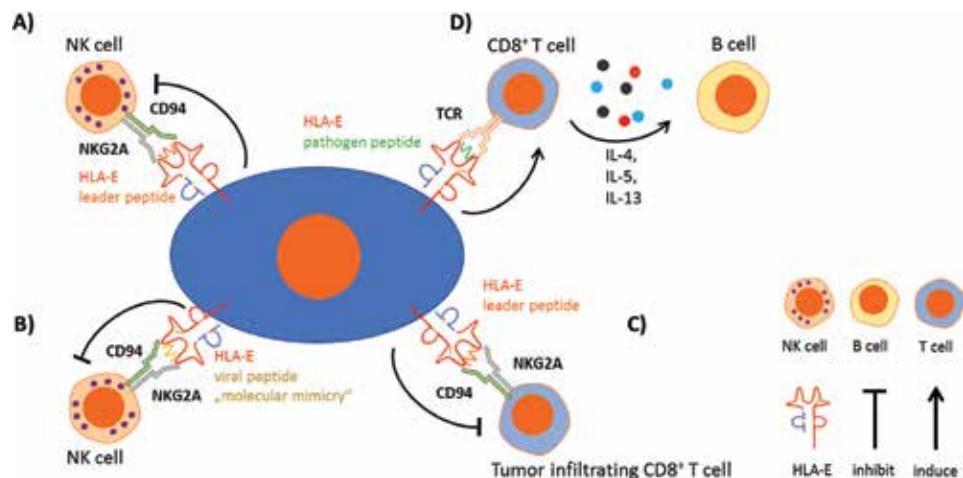 A)
NK cell
CD94
NKG2A
HLA-E
leader peptide
D)
CD8⁺ T cell
B cell
TCR
HLA-E
pathogen peptide
IL-4,
IL-5,
IL-13
B)
CD94
NKG2A
HLA-E
viral peptide
„molecular mimicry“
NK cell
HLA-E
leader peptide
C)
NKG2A
CD94
Tumor infiltrating CD8⁺ T cell
NK cell B cell T cell
HLA-E inhibit induce